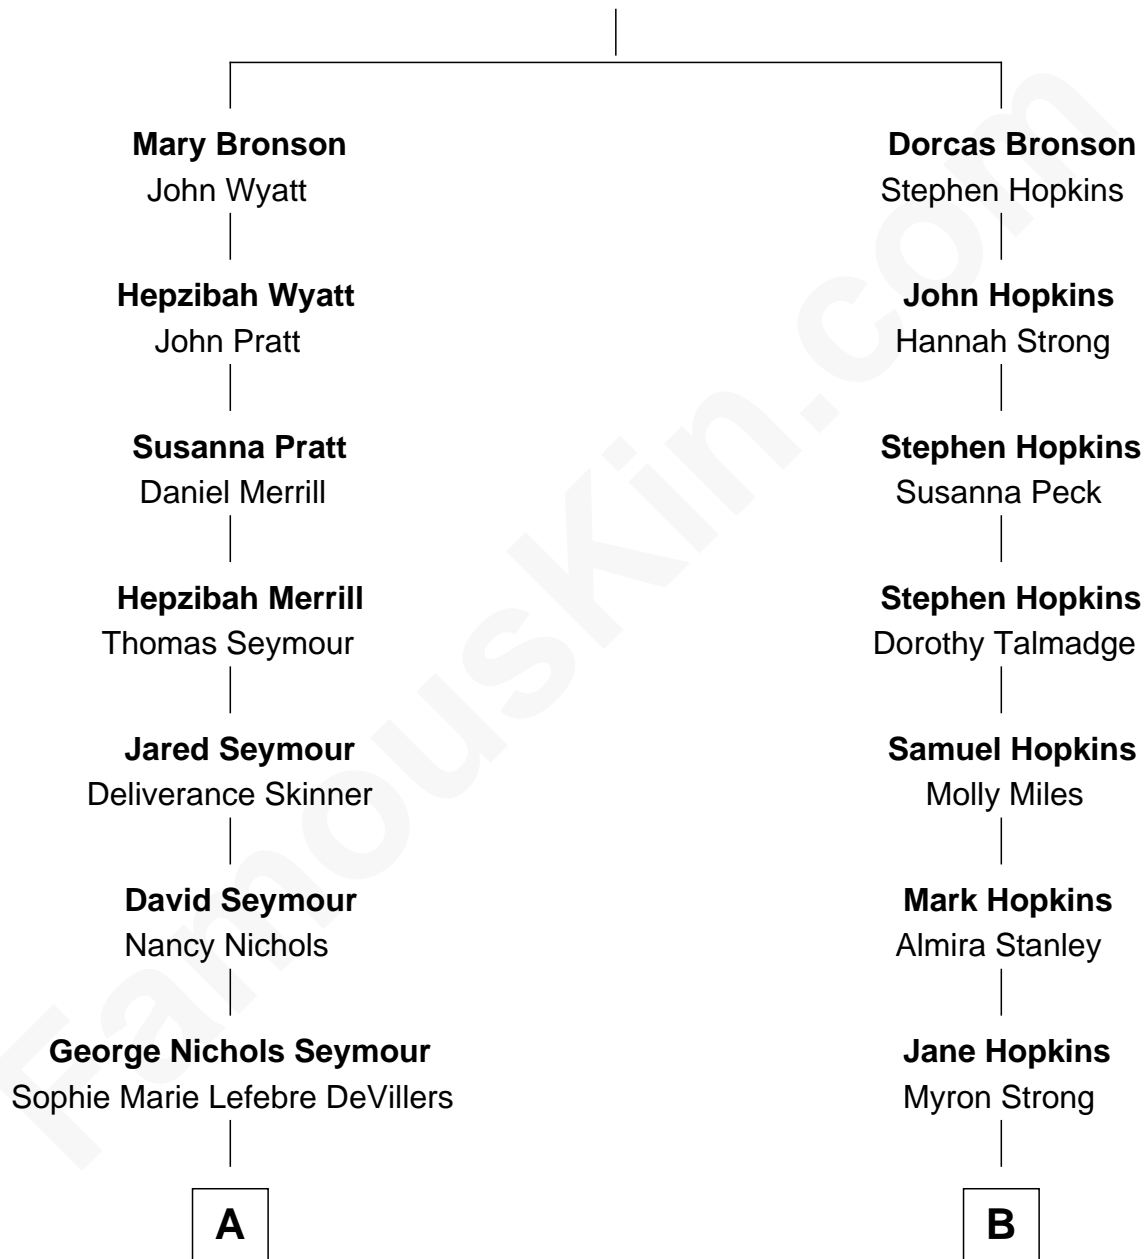 Mary Bronson
John Wyatt
Dorcas Bronson
Stephen Hopkins
Hepzibah Wyatt
John Pratt
John Hopkins
Hannah Strong
Susanna Pratt
Daniel Merrill
Stephen Hopkins
Susanna Peck
Hepzibah Merrill
Thomas Seymour
Stephen Hopkins
Dorothy Talmadge
Jared Seymour
Deliverance Skinner
Samuel Hopkins
Molly Miles
David Seymour
Nancy Nichols
Mark Hopkins
Almira Stanley
George Nichols Seymour
Sophie Marie Lefebre DeVillers
Jane Hopkins
Myron Strong
A
B
FamousKin.com